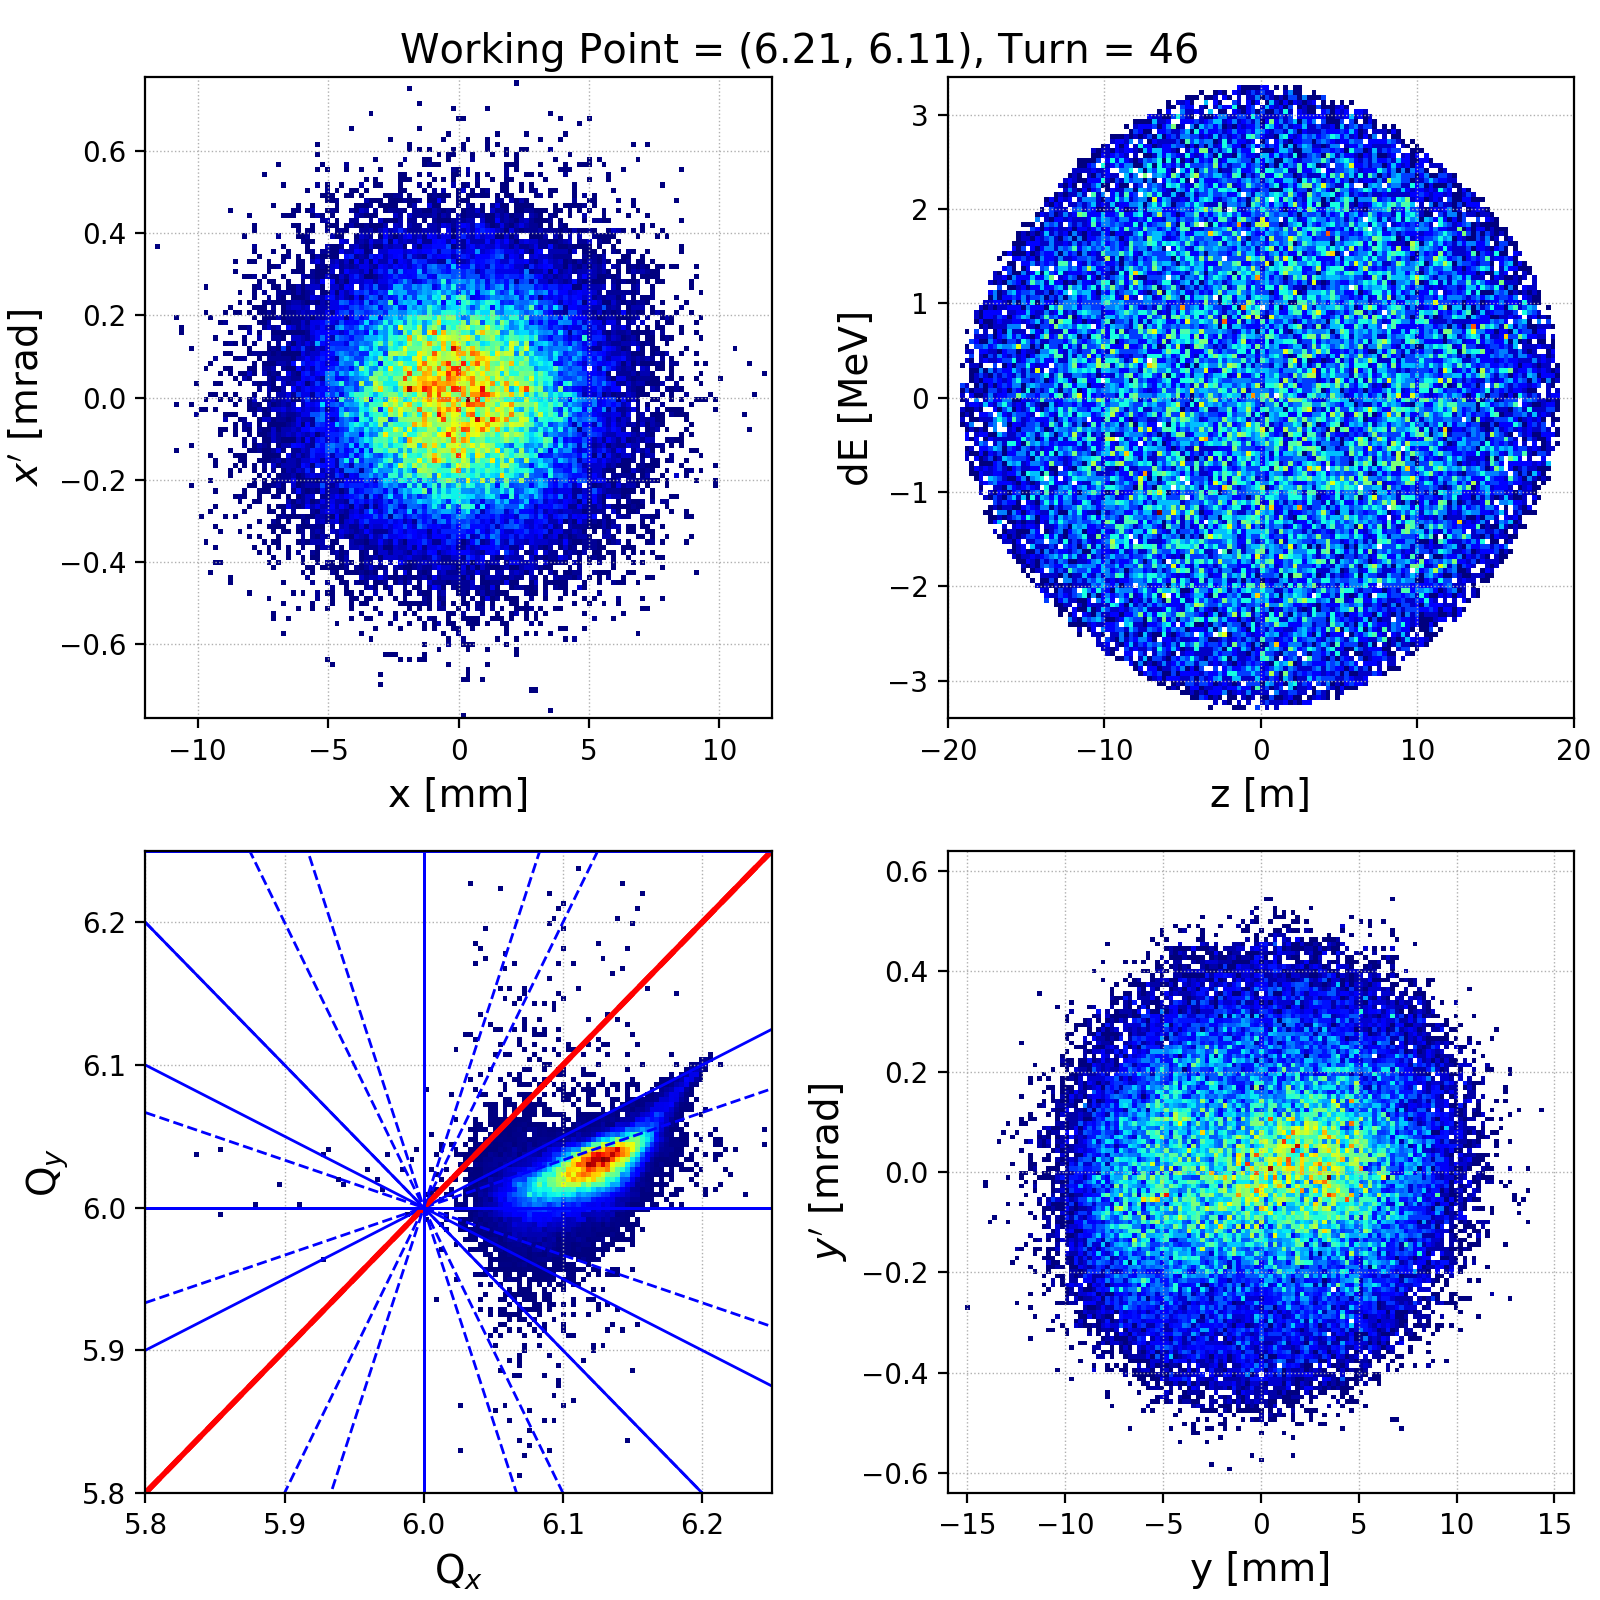 Working Point = (6.21, 6.11), Turn = 46
0.6
0.4
0.2
0.0
−0.2
−0.4
−0.6
x′ [mrad]
−10 −5 0 5 10
x [mm]
3
2
1
0
−1
−2
−3
dE [MeV]
−20 −10 0 10 20
z [m]
6.2
6.1
6.0
5.9
5.8
Qy
5.8 5.9 6.0 6.1 6.2
Qx
0.6
0.4
0.2
0.0
−0.2
−0.4
−0.6
y′ [mrad]
−15 −10 −5 0 5 10 15
y [mm]